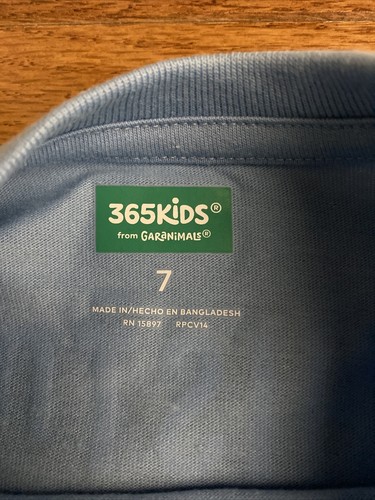 365KiDS®
from GARANiMALS®
7
MADE IN/HECHO EN BANGLADESH
RN 15897 RPCV14